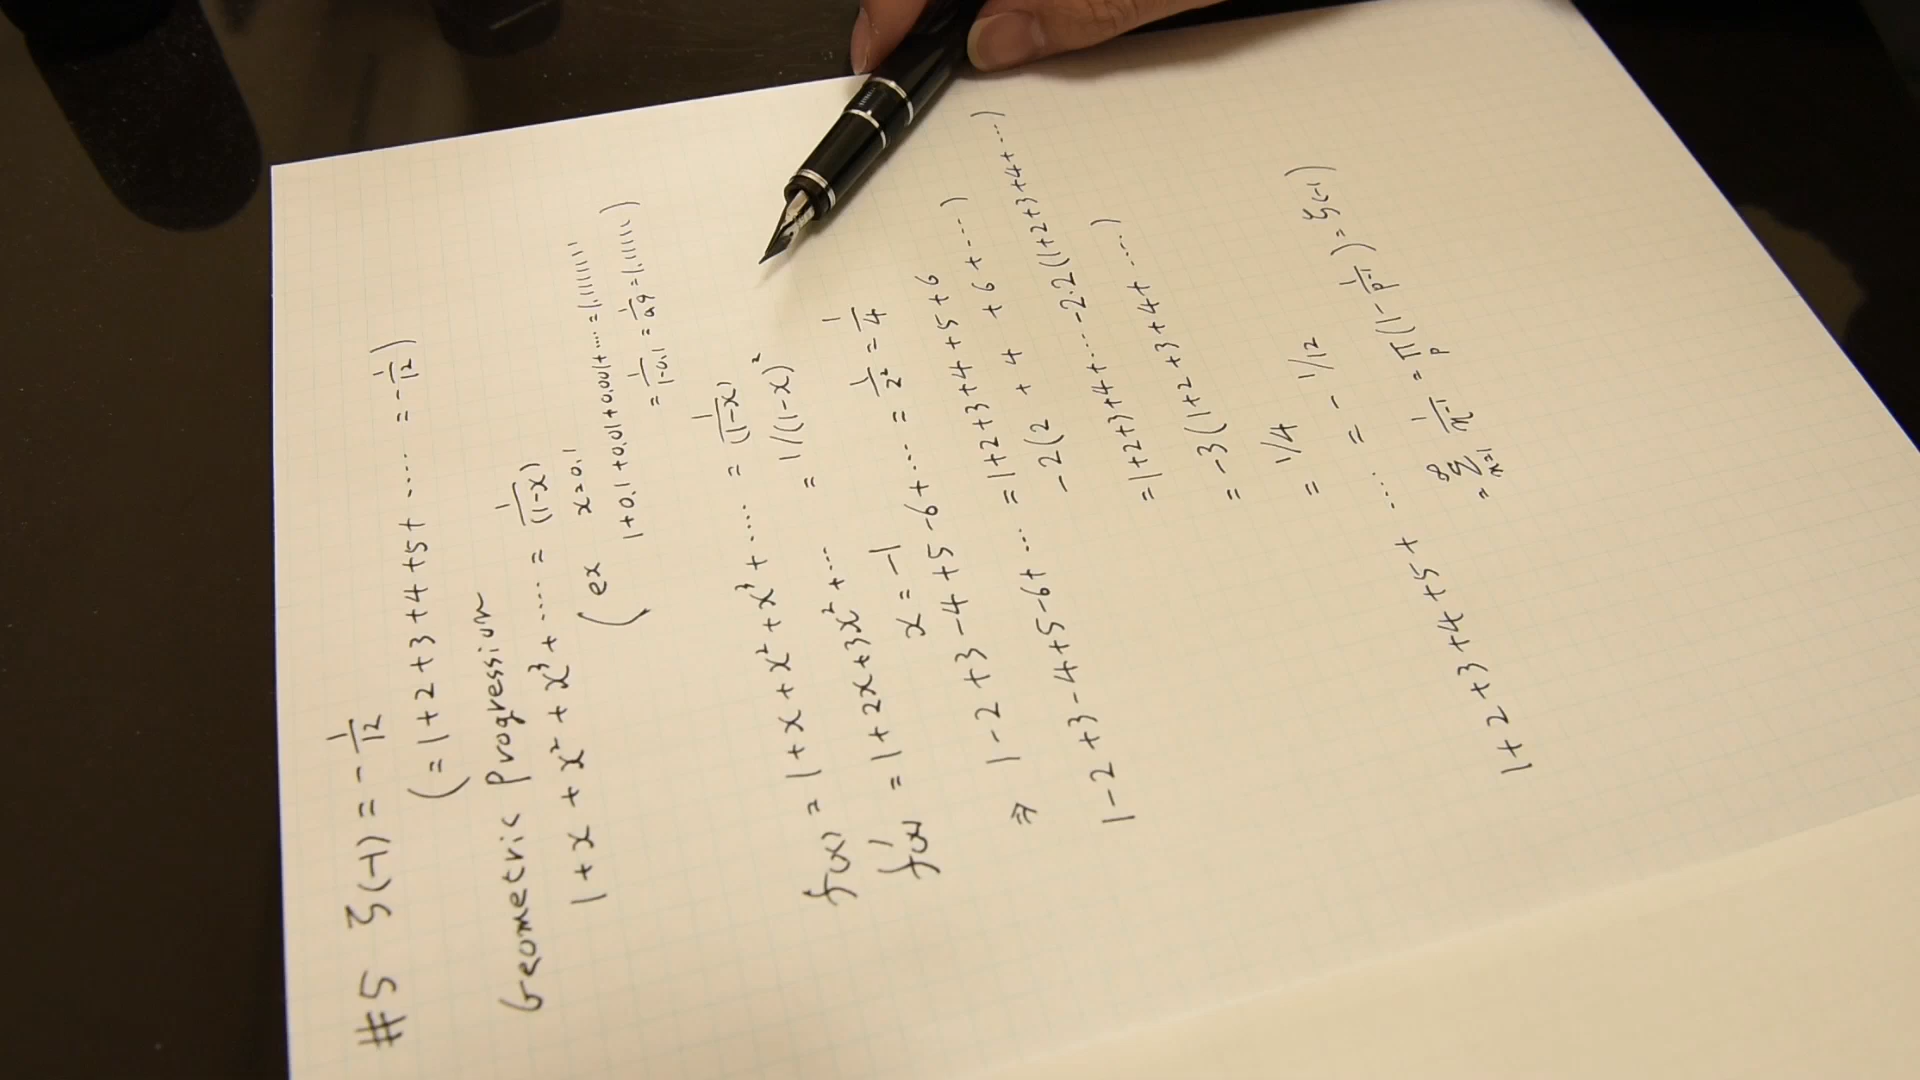 #5 ζ(-1) = -1/12
(= 1+2+3+4+5+ ····· = -1/12)
Geometric Progression
1+x+x²+x³+ ····· = 1/(1-x)
(ex x=0.1
1+0.1+0.01+0.001+···· = 1.111111
= 1/(1-0.1) = 1/0.9 = 1.11111)
f(x) = 1+x+x²+x³+ ····· = 1/(1-x)
f'(x) = 1+2x+3x²+··· = 1/(1-x)²
x=-1
⇒ 1-2+3-4+5-6+···· = 1/2² = 1/4
1-2+3-4+5-6+··· = 1+2+3+4+5+6+····)
-2(2 + 4 + 6 + ····)
= 1+2+3+4+···· -2·2(1+2+3+4+···)
= -3(1+2+3+4+ ·····)
= 1/4
1+2+3+4+5+ ····· = -1/12
= ∞ Σ n=1 1/n⁻¹ = Π p (1 - 1/p⁻¹) = ζ(-1)